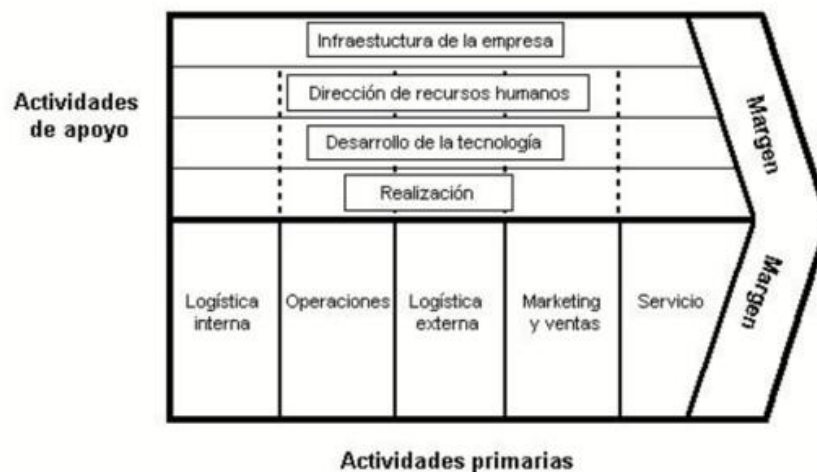 Infraestuctura de la empresa
Actividades
de apoyo
Dirección de recursos humanos
Desarrollo de la tecnología
Realización
Margen
Margen
Logística
interna
Operaciones
Logística
externa
Marketing
y ventas
Servicio
Actividades primarias